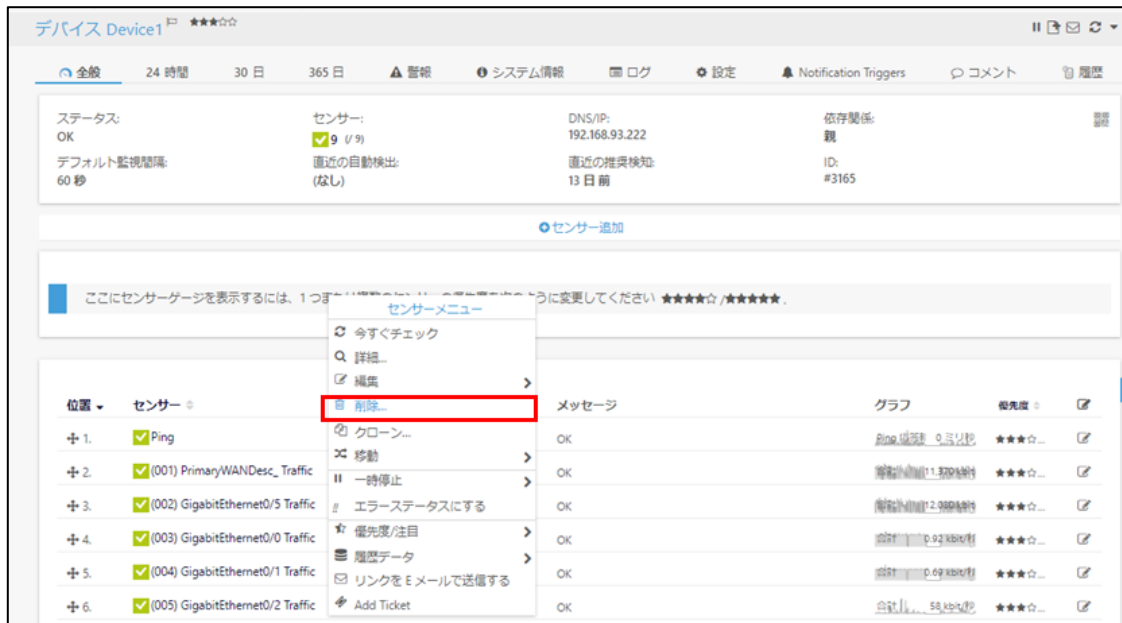 デバイス Device1 ★★★☆☆
全般 24 時間 30 日 365 日 警報 システム情報 ログ 設定 Notification Triggers コメント 履歴
ステータス: センサー: DNS/IP: 依存関係:
OK 9 (/ 9) 192.168.93.222 親
デフォルト監視間隔: 直近の自動検出: 直近の推奨検知: ID:
60 秒 (なし) 13 日前 #3165
センサー追加
ここにセンサーゲージを表示するには、1 つま うに変更してください ★★★★☆ /★★★★★ .
センサーメニュー
今すぐチェック
詳細...
編集
削除...
クローン...
移動
一時停止
エラーステータスにする
優先度/注目
履歴データ
リンクを E メールで送信する
Add Ticket
位置 センサー メッセージ グラフ 優先度
1. Ping OK 0 ミリ秒 ★★★☆...
2. (001) PrimaryWANDesc_ Traffic OK ★★★☆...
3. (002) GigabitEthernet0/5 Traffic OK ★★★☆...
4. (003) GigabitEthernet0/0 Traffic OK 0.92 kbit/秒 ★★★☆...
5. (004) GigabitEthernet0/1 Traffic OK 0.69 kbit/秒 ★★★☆...
6. (005) GigabitEthernet0/2 Traffic OK 58 kbit/秒 ★★★☆...